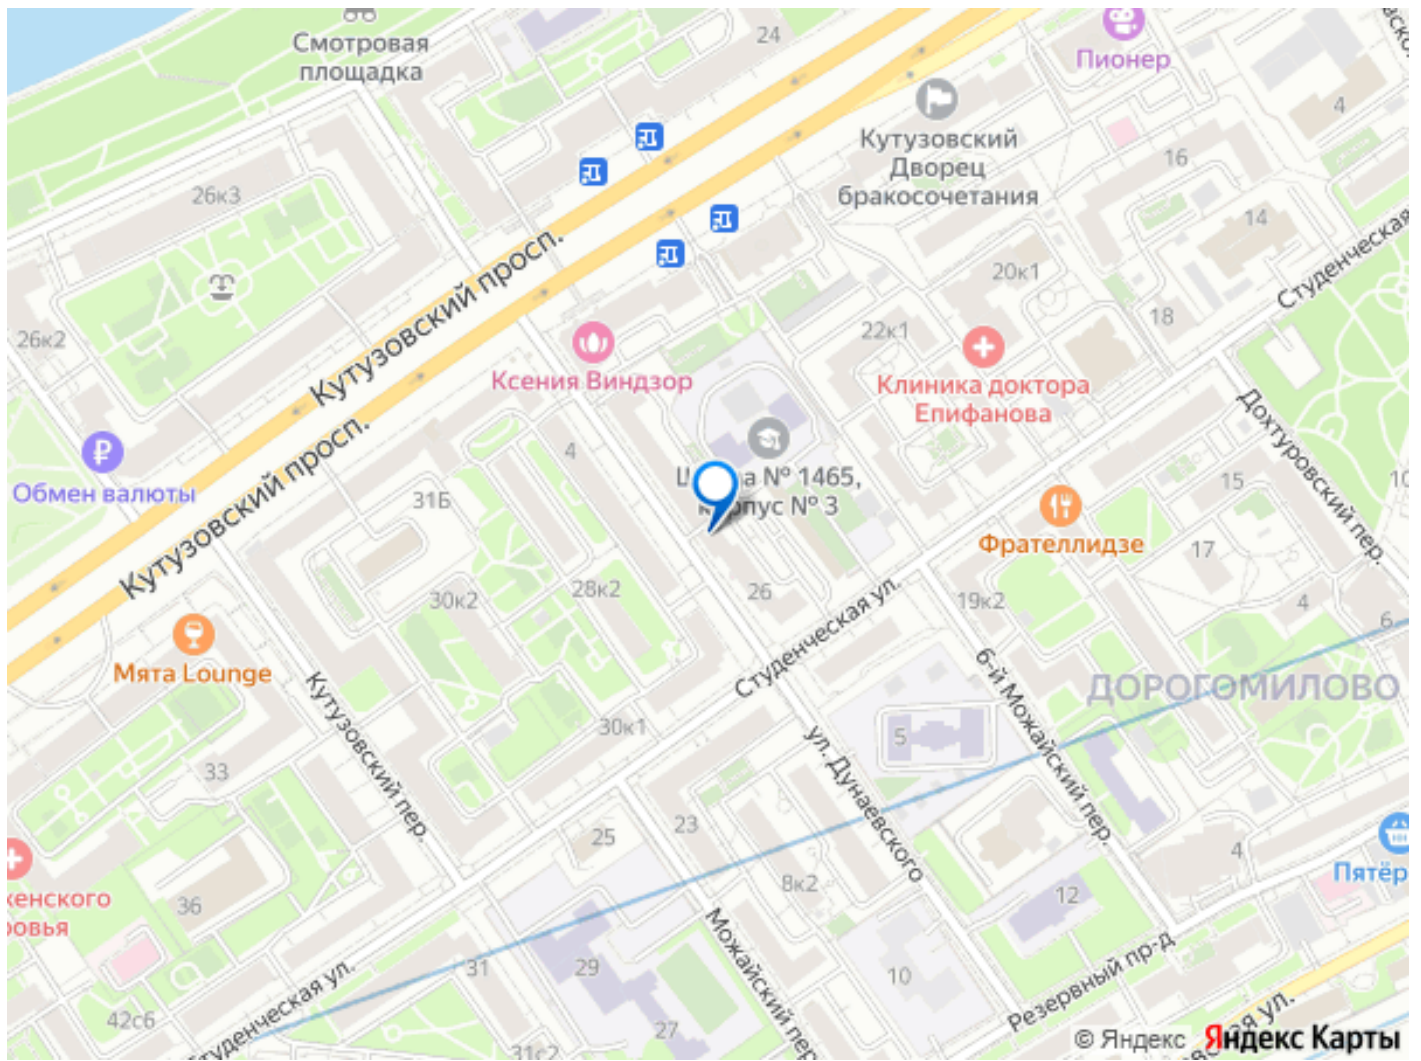 Смотровая
площадка
24
Пионер
4
Кутузовский
Дворец
бракосочетания
16
26к3
14
20к1
Студенческая
18
26к2
Кутузовский просп.
22к1
Ксения Виндзор
Клиника доктора
Епифанова
Дохтуровский пер.
Обмен валюты
4
31Б
№ 1465,
№ 3
15
10
Кутузовский просп.
Фрателлидзе
17
30к2
28к2
26
19к2
4
6
Студенческая ул.
Мята Lounge
6-й Можайский пер.
ДОРОГОМИЛОВО
Кутузовский пер.
30к1
5
ул. Дунаевского
33
23
25
4
Пятёр
8к2
12
кенского
ровья
36
Можайский пер
31
29
10
Резервный пр-д
42с6
Студенческая ул.
27
31с2
ул.
© Яндекс Яндекс Карты